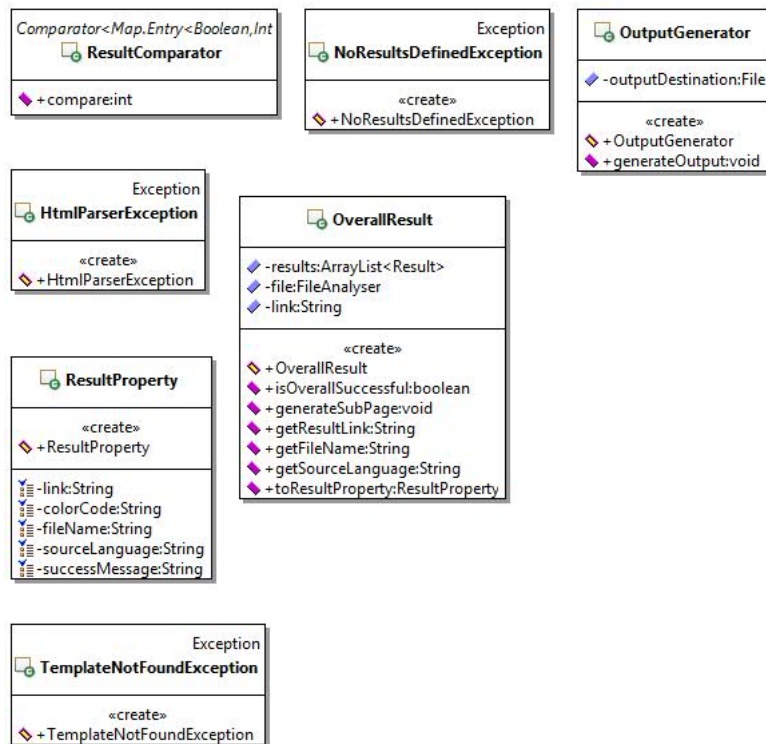 Comparator<Map.Entry<Boolean,Int
ResultComparator
+compare:int
Exception
NoResultsDefinedException
«create»
+NoResultsDefinedException
OutputGenerator
-outputDestination:File
«create»
+OutputGenerator
+generateOutput:void
Exception
HtmlParserException
«create»
+HtmlParserException
OverallResult
-results:ArrayList<Result>
-file:FileAnalyser
-link:String
«create»
+OverallResult
+isOverallSuccessful:boolean
+generateSubPage:void
+getResultLink:String
+getFileName:String
+getSourceLanguage:String
+toResultProperty:ResultProperty
ResultProperty
«create»
+ResultProperty
-link:String
-colorCode:String
-fileName:String
-sourceLanguage:String
-successMessage:String
Exception
TemplateNotFoundException
«create»
+TemplateNotFoundException